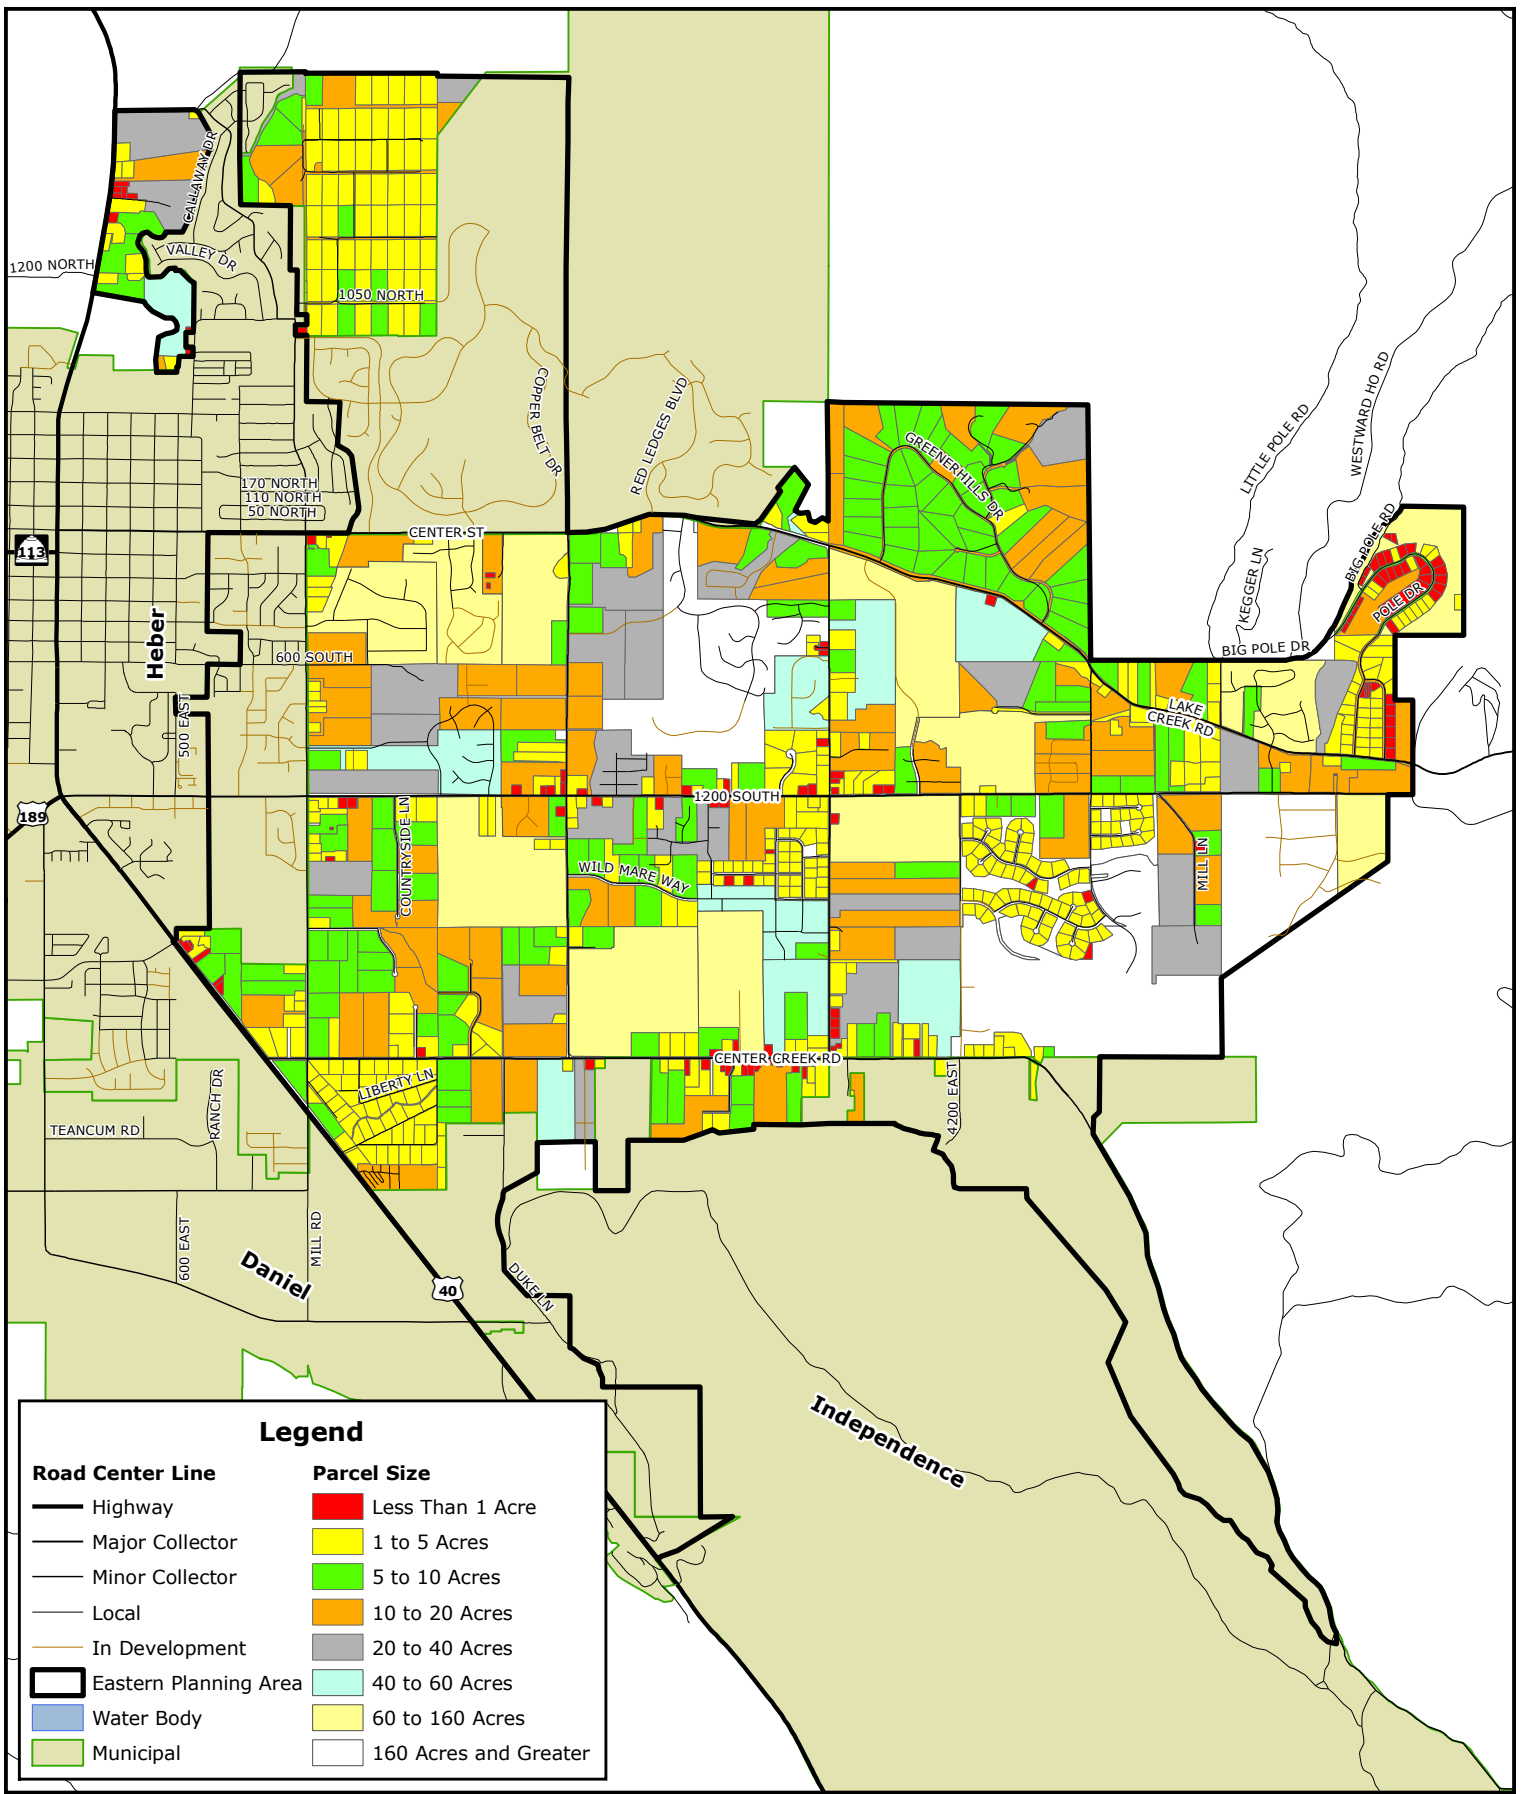 CALLAWAY DR
VALLEY DR
1200 NORTH
1050 NORTH
COPPER BELT DR
RED LEDGES BLVD
LITTLE POLE RD
WESTWARD HO RD
GREENERHILLS DR
170 NORTH
110 NORTH
50 NORTH
CENTER ST
BIG POLE RD
113
KEGGER LN
POLE DR
Heber
600 SOUTH
BIG POLE DR
500 EAST
LAKE
CREEK RD
1200 SOUTH
189
COUNTRYSIDE LN
WILD MARE WAY
MILL LN
CENTER CREEK RD
LIBERTY LN
RANCH DR
4200 EAST
TEANCUM RD
600 EAST
MILL RD
Daniel
40
DUKE LN
Independence
Legend
Road Center Line
Highway
Major Collector
Minor Collector
Local
In Development
Eastern Planning Area
Water Body
Municipal
Parcel Size
Less Than 1 Acre
1 to 5 Acres
5 to 10 Acres
10 to 20 Acres
20 to 40 Acres
40 to 60 Acres
60 to 160 Acres
160 Acres and Greater